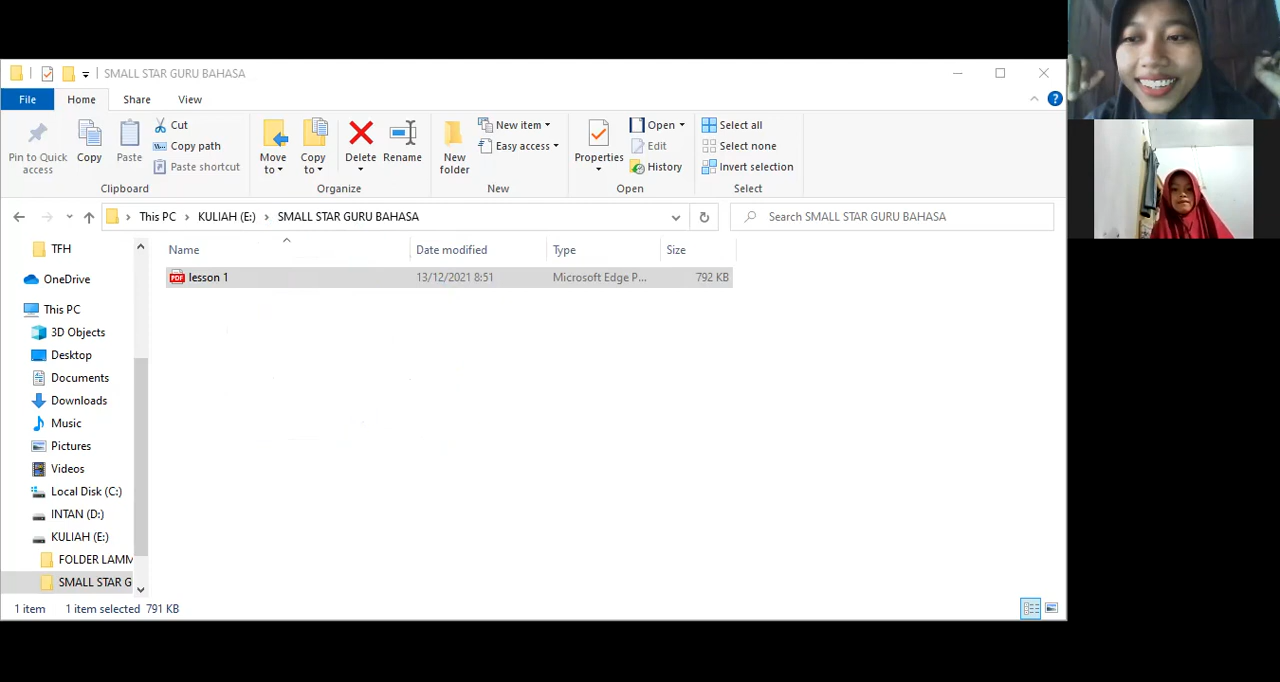 SMALL STAR GURU BAHASA
File Home Share View
Pin to Quick access
Copy
Paste
Cut
Copy path
Paste shortcut
Clipboard
Move to
Copy to
Delete
Rename
Organize
New folder
New item
Easy access
New
Properties
Open
Edit
History
Open
Select all
Select none
Invert selection
Select
This PC KULIAH (E:) SMALL STAR GURU BAHASA
Search SMALL STAR GURU BAHASA
Name Date modified Type Size
lesson 1 13/12/2021 8:51 Microsoft Edge P... 792 KB
TFH
OneDrive
This PC
3D Objects
Desktop
Documents
Downloads
Music
Pictures
Videos
Local Disk (C:)
INTAN (D:)
KULIAH (E:)
FOLDER LAMM
SMALL STAR G
1 item 1 item selected 791 KB